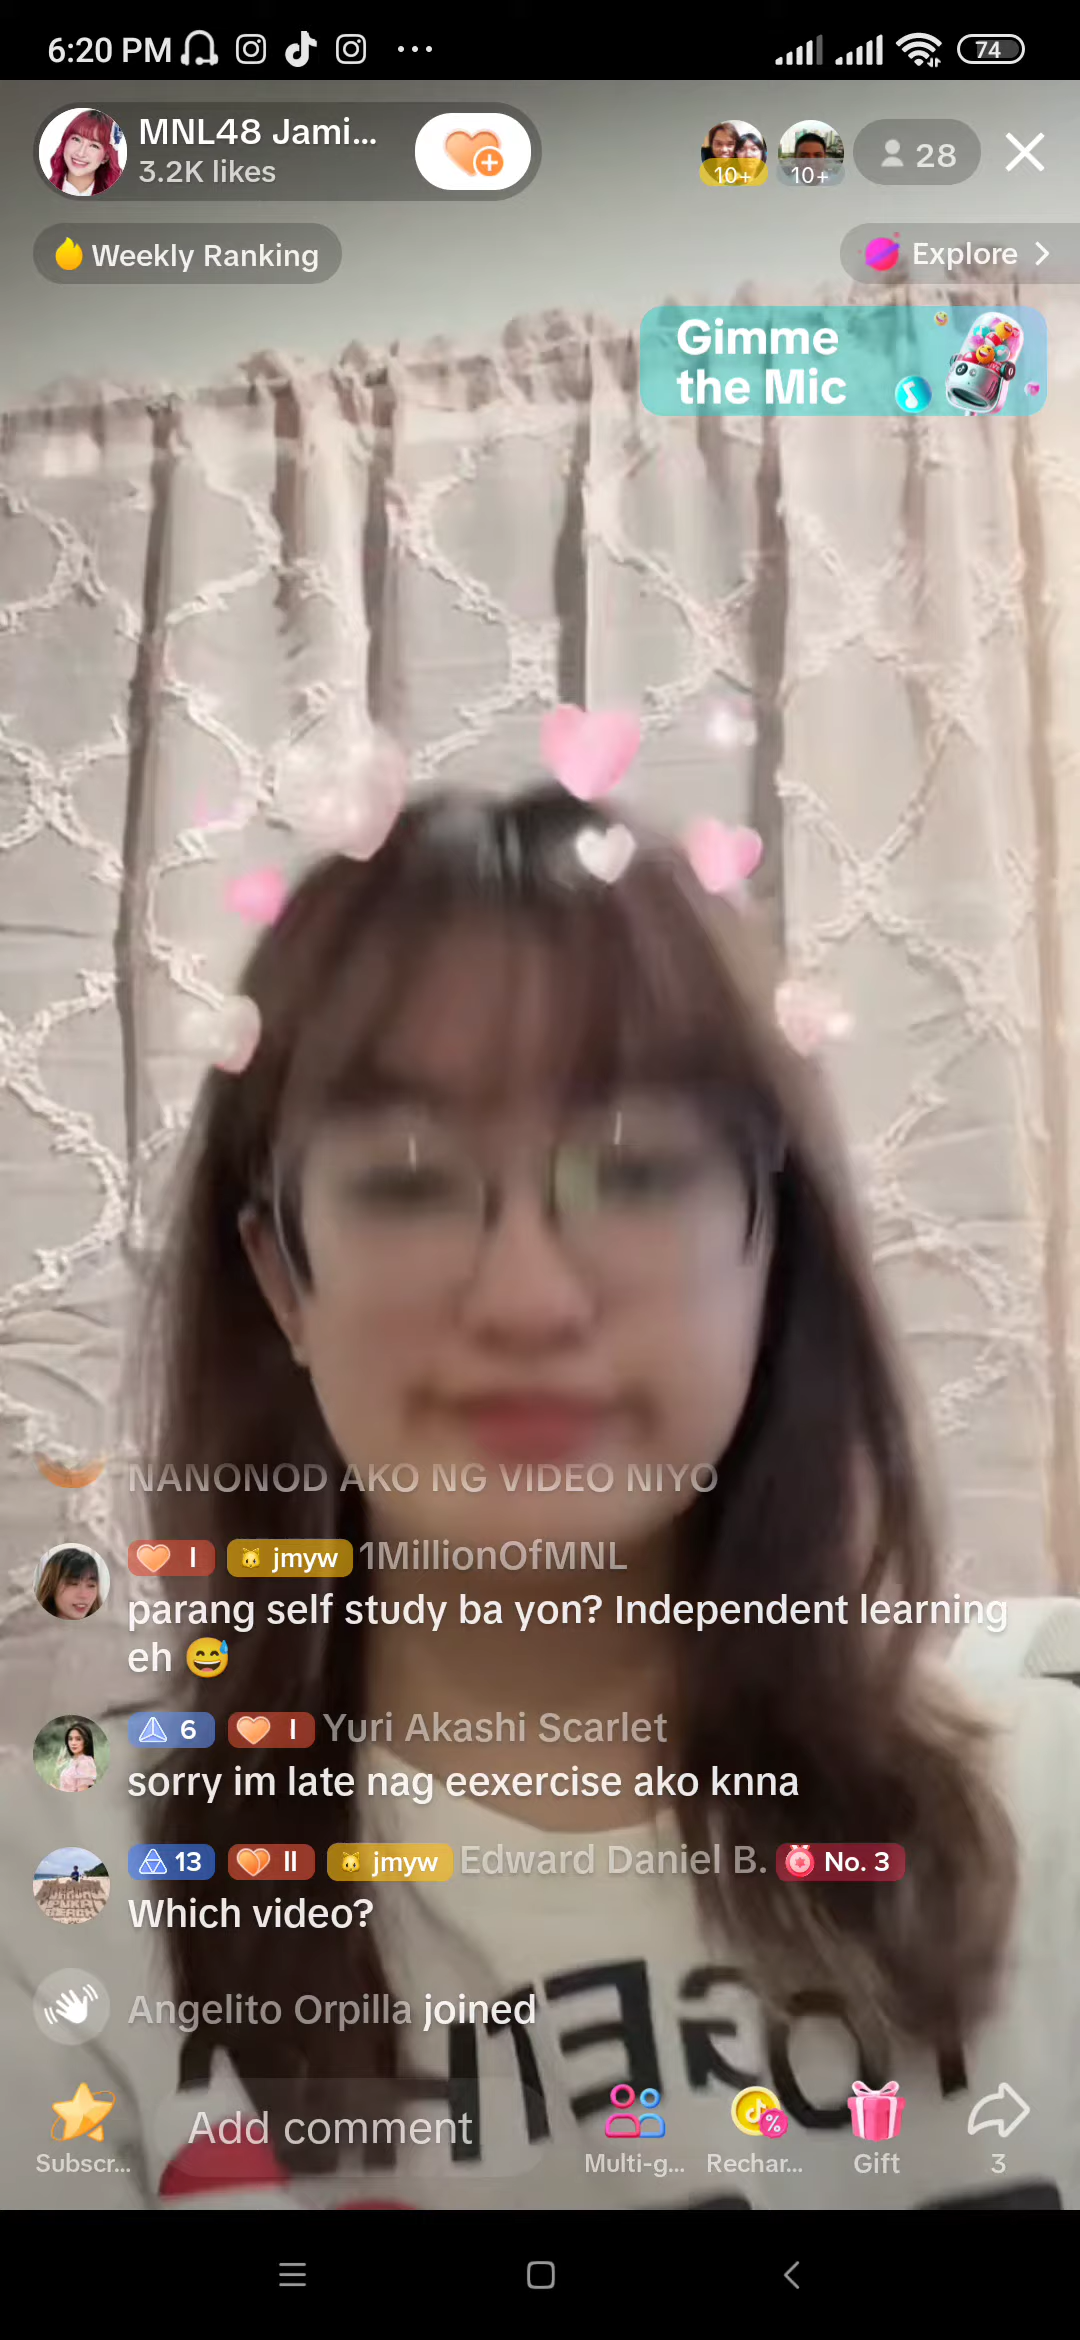 6:20 PM
74
MNL48 Jami...
3.2K likes
10+
10+
28
Weekly Ranking
Explore
Gimme
the Mic
NANONOD AKO NG VIDEO NIYO
I jmyw 1MillionOfMNL
parang self study ba yon? Independent learning
eh 😅
6 I Yuri Akashi Scarlet
sorry im late nag eexercise ako knna
13 II jmyw Edward Daniel B. No. 3
Which video?
Angelito Orpilla joined
Add comment
Subscr...
Multi-g...
Rechar...
Gift
3